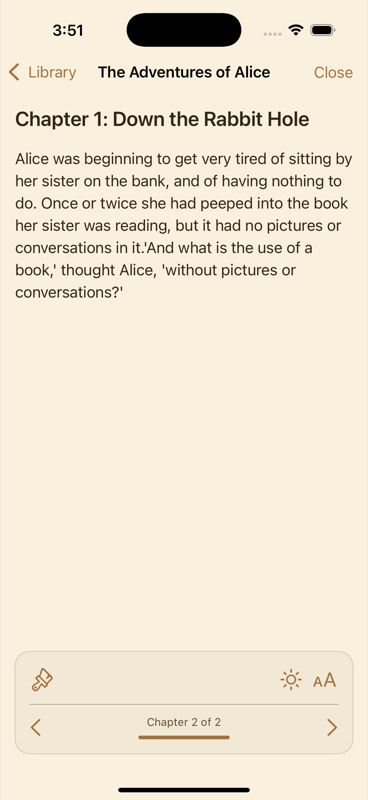 3:51
Library
The Adventures of Alice
Close
Chapter 1: Down the Rabbit Hole
Alice was beginning to get very tired of sitting by
her sister on the bank, and of having nothing to
do. Once or twice she had peeped into the book
her sister was reading, but it had no pictures or
conversations in it.'And what is the use of a
book,' thought Alice, 'without pictures or
conversations?'
AA
Chapter 2 of 2